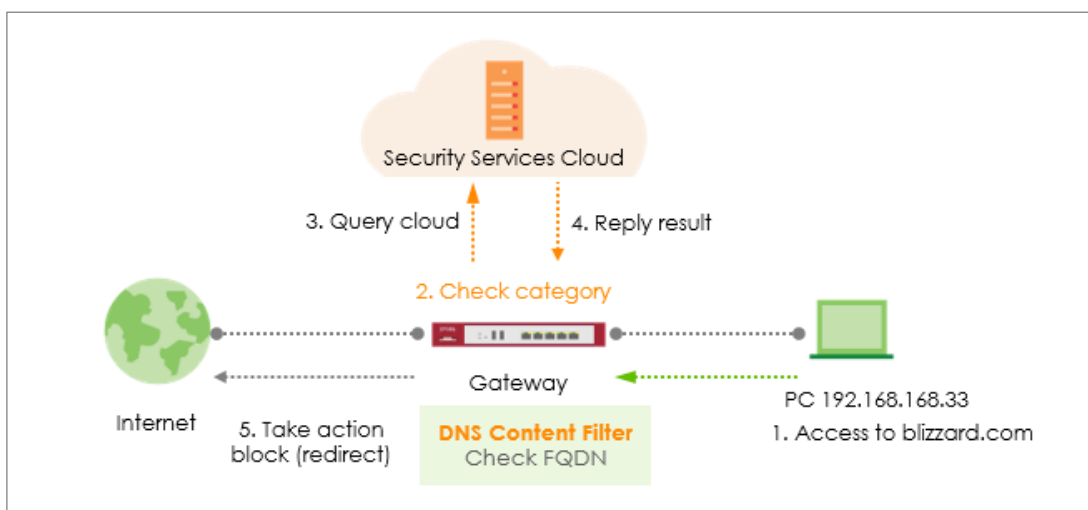 Security Services Cloud
3. Query cloud
4. Reply result
2. Check category
Gateway
Internet
PC 192.168.168.33
1. Access to blizzard.com
5. Take action
block (redirect)
DNS Content Filter
Check FQDN